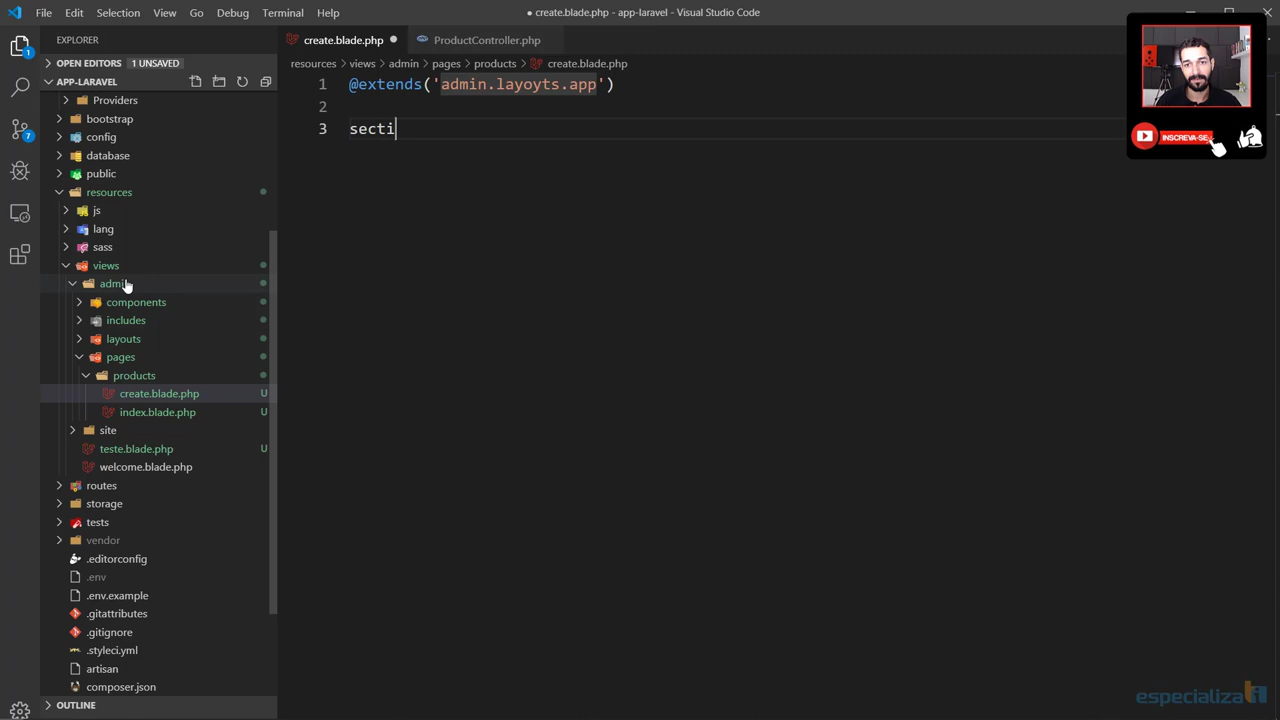 File Edit Selection View Go Debug Terminal Help
● create.blade.php - app-laravel - Visual Studio Code
EXPLORER
OPEN EDITORS 1 UNSAVED
APP-LARAVEL
Providers
bootstrap
config
database
public
resources
js
lang
sass
views
admin
components
includes
layouts
pages
products
create.blade.php U
index.blade.php U
site
teste.blade.php U
welcome.blade.php
routes
storage
tests
vendor
.editorconfig
.env
.env.example
.gitattributes
.gitignore
.styleci.yml
artisan
composer.json
OUTLINE
1
7
create.blade.php ● ProductController.php
resources > views > admin > pages > products > create.blade.php
1 @extends('admin.layoyts.app')
2
3 secti
INSCREVA-SE
especializati